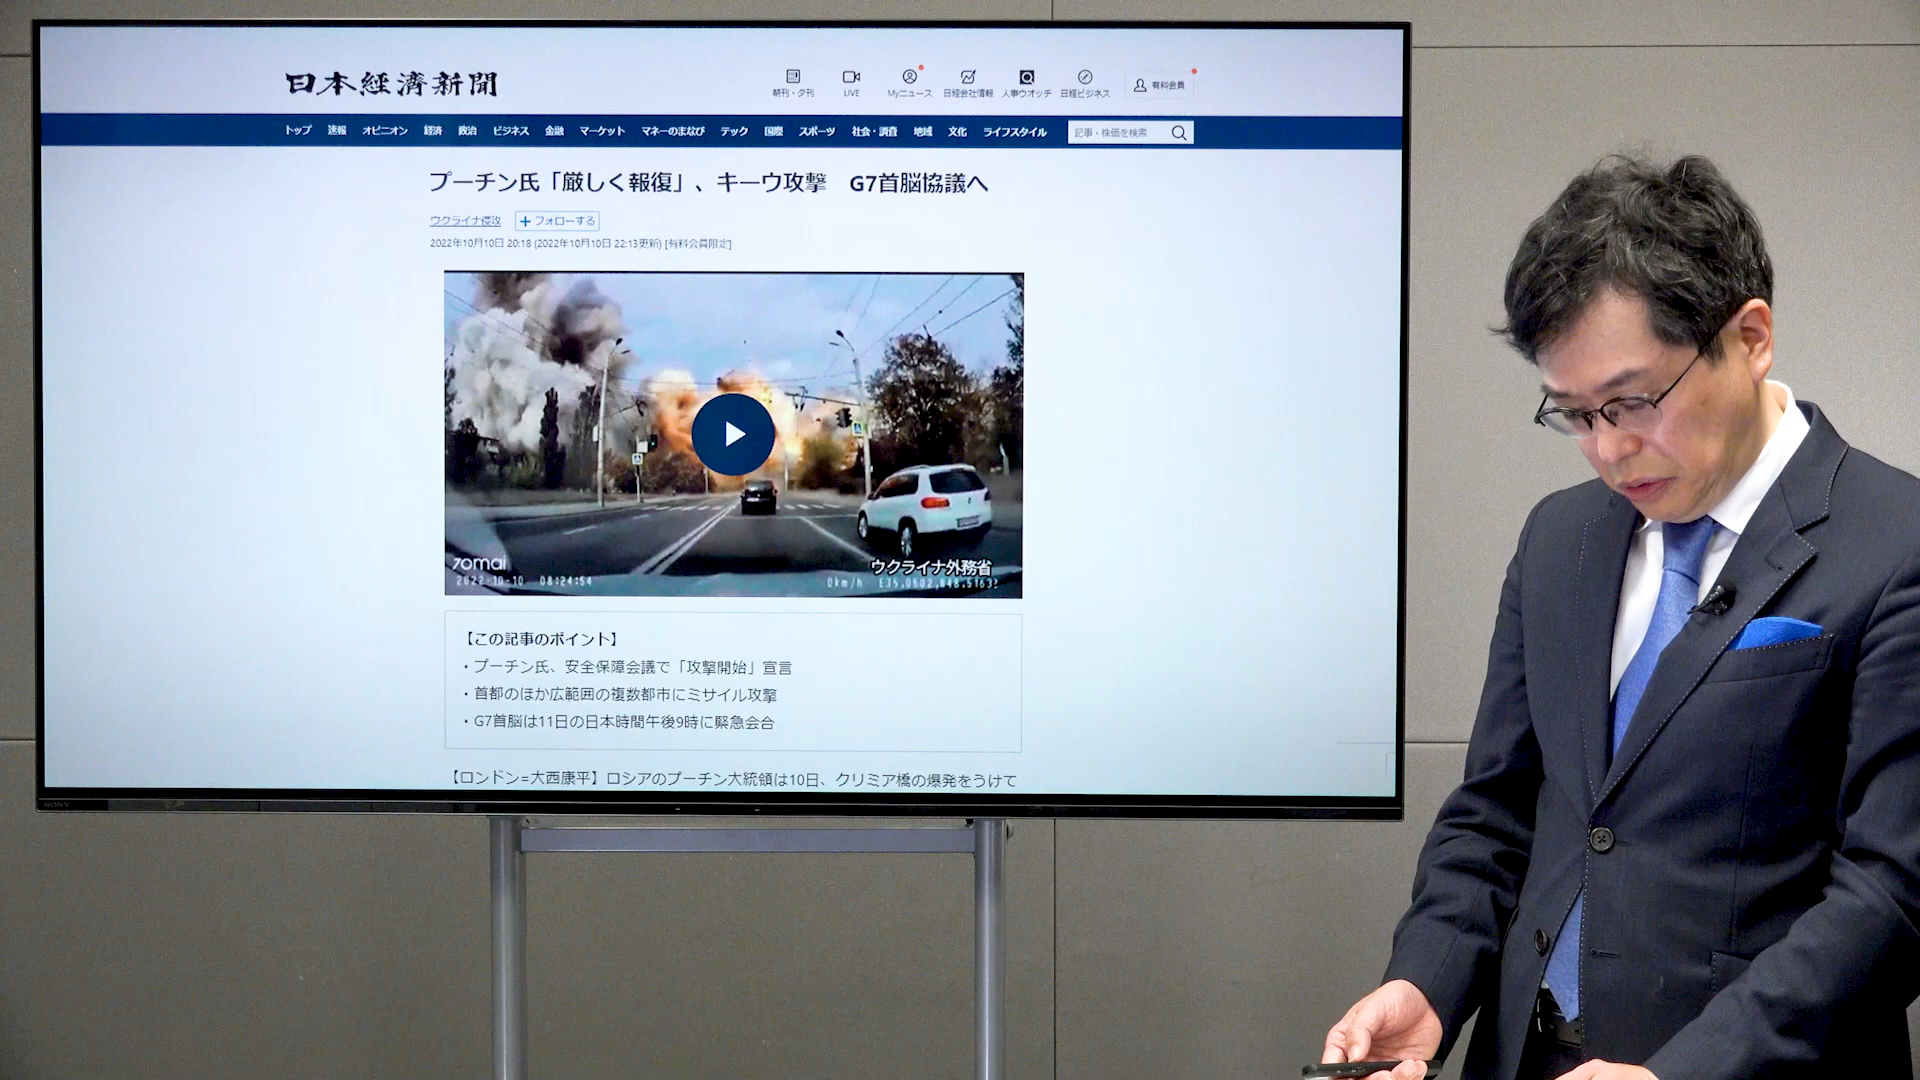 日本経済新聞
朝刊・夕刊 LIVE Myニュース 日経会社情報 人事ウオッチ 日経ビジネス 有料会員
トップ 速報 オピニオン 経済 政治 ビジネス 金融 マーケット マネーのまなび テック 国際 スポーツ 社会・調査 地域 文化 ライフスタイル 記事・株価を検索
プーチン氏「厳しく報復」、キーウ攻撃 G7首脳協議へ
ウクライナ侵攻 +フォローする
2022年10月10日 20:18 (2022年10月10日 22:13更新) [有料会員限定]
70mai
ウクライナ外務省
2022-10-10 08:24:54 0km/h
【この記事のポイント】
・プーチン氏、安全保障会議で「攻撃開始」宣言
・首都のほか広範囲の複数都市にミサイル攻撃
・G7首脳は11日の日本時間午後9時に緊急会合
【ロンドン=大西康平】ロシアのプーチン大統領は10日、クリミア橋の爆発をうけて
SONY